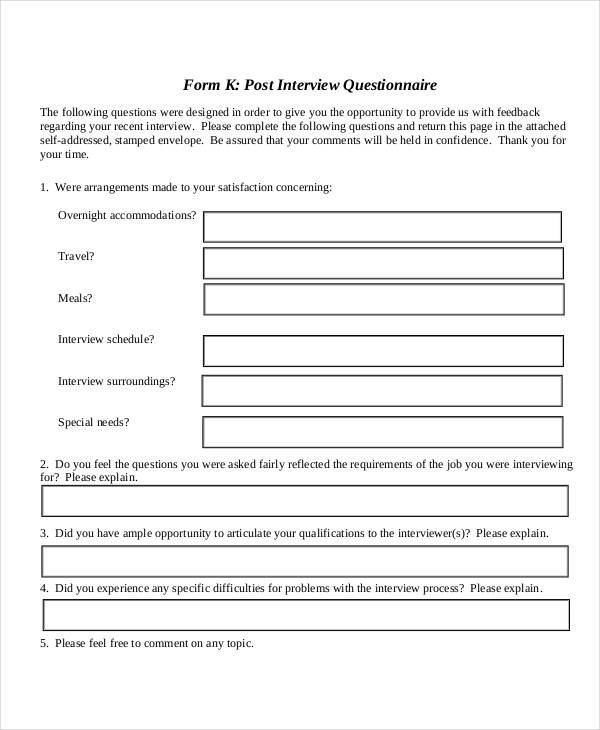 Form K: Post Interview Questionnaire
The following questions were designed in order to give you the opportunity to provide us with feedback
regarding your recent interview.  Please complete the following questions and return this page in the attached
self-addressed, stamped envelope.  Be assured that your comments will be held in confidence.  Thank you for
your time.
1.  Were arrangements made to your satisfaction concerning:
Overnight accommodations?
Travel?
Meals?
Interview schedule?
Interview surroundings?
Special needs?
2.  Do you feel the questions you were asked fairly reflected the requirements of the job you were interviewing
for?  Please explain.
3.  Did you have ample opportunity to articulate your qualifications to the interviewer(s)?  Please explain.
4.  Did you experience any specific difficulties for problems with the interview process?  Please explain.
5.  Please feel free to comment on any topic.